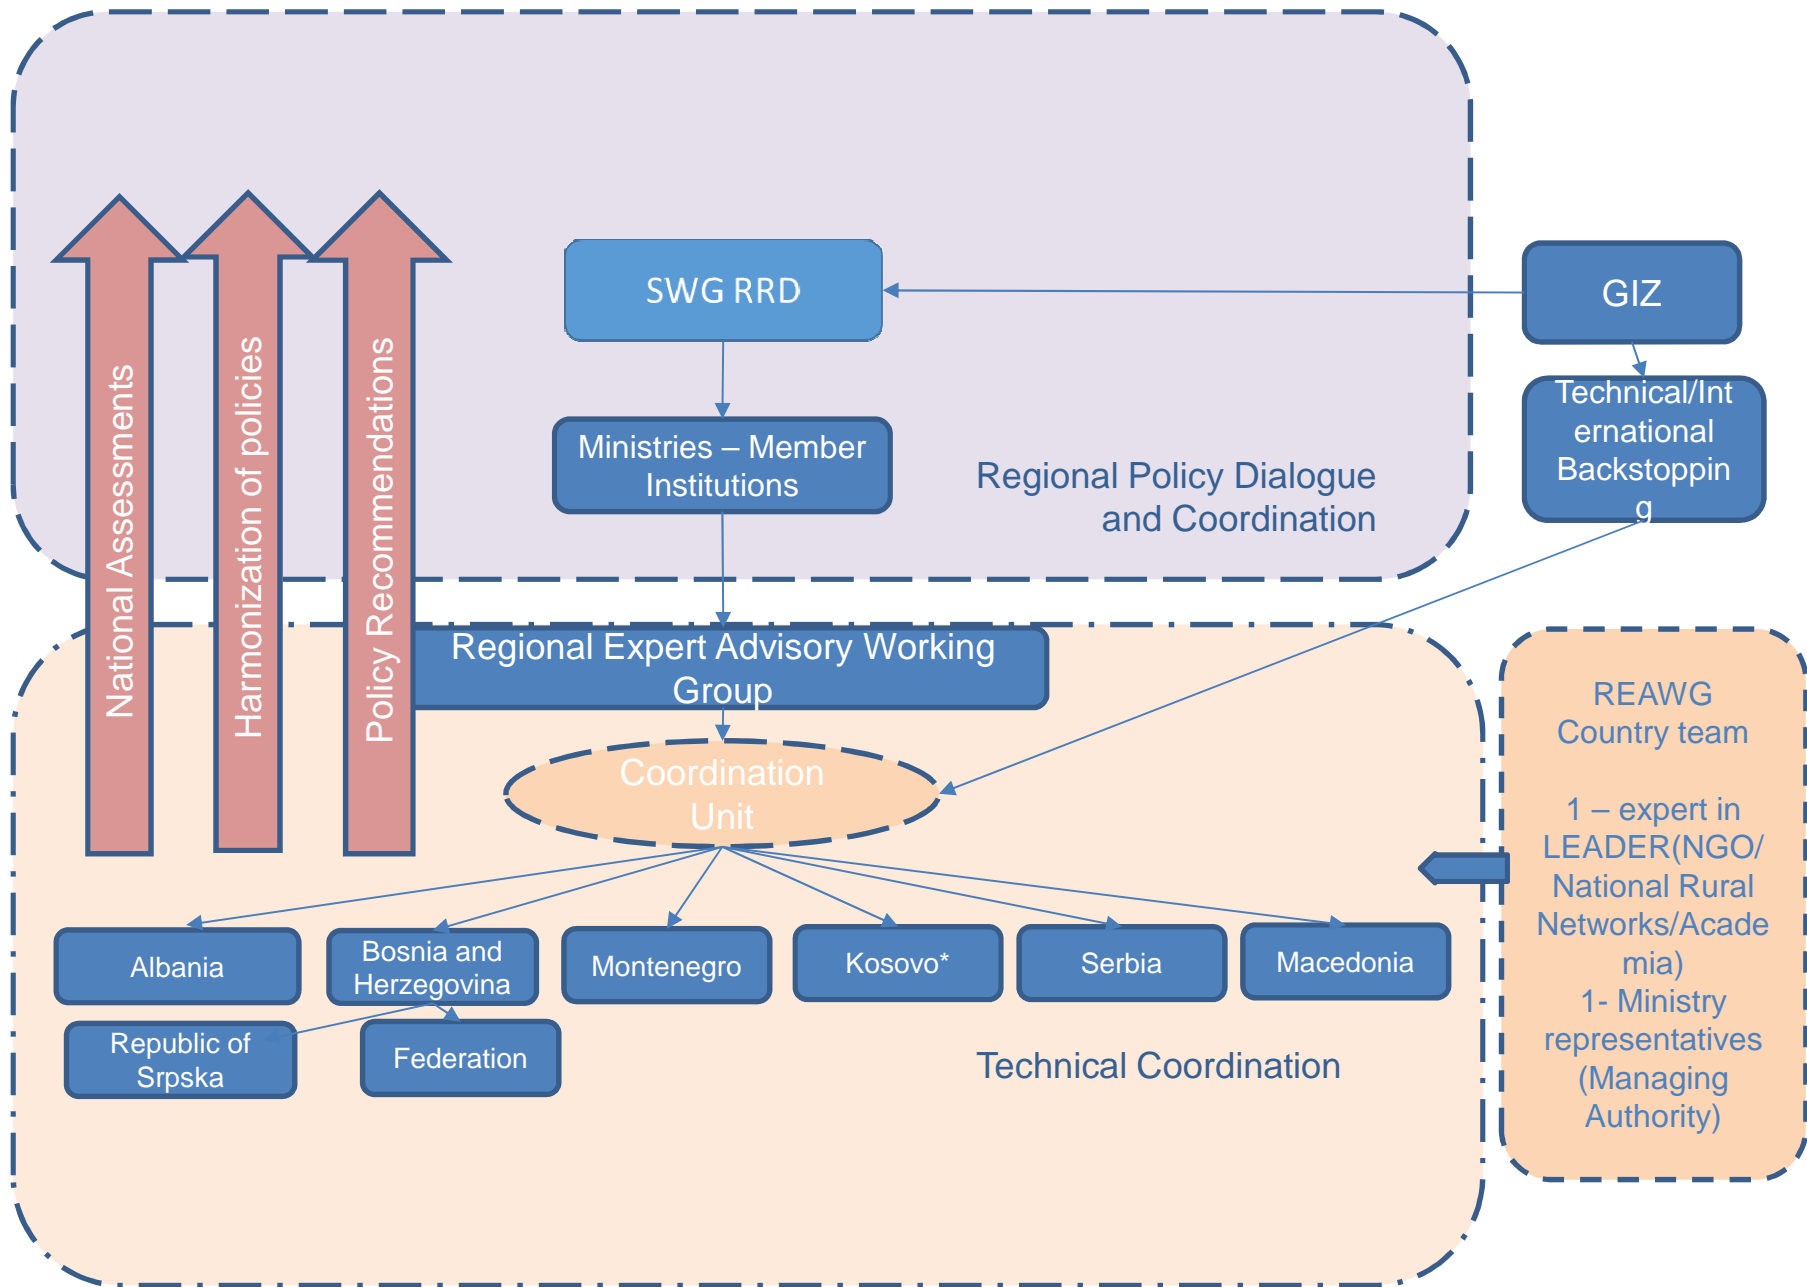 SWG RRD
GIZ
Technical/Int
ernational
Backstoppin
g
Ministries – Member
Institutions
Regional Policy Dialogue
and Coordination
National Assessments
Harmonization of policies
Policy Recommendations
Regional Expert Advisory Working
Group
Coordination
Unit
Albania
Bosnia and
Herzegovina
Montenegro
Kosovo*
Serbia
Macedonia
Republic of
Srpska
Federation
Technical Coordination
REAWG
Country team
1 – expert in
LEADER(NGO/
National Rural
Networks/Acade
mia)
1- Ministry
representatives
(Managing
Authority)